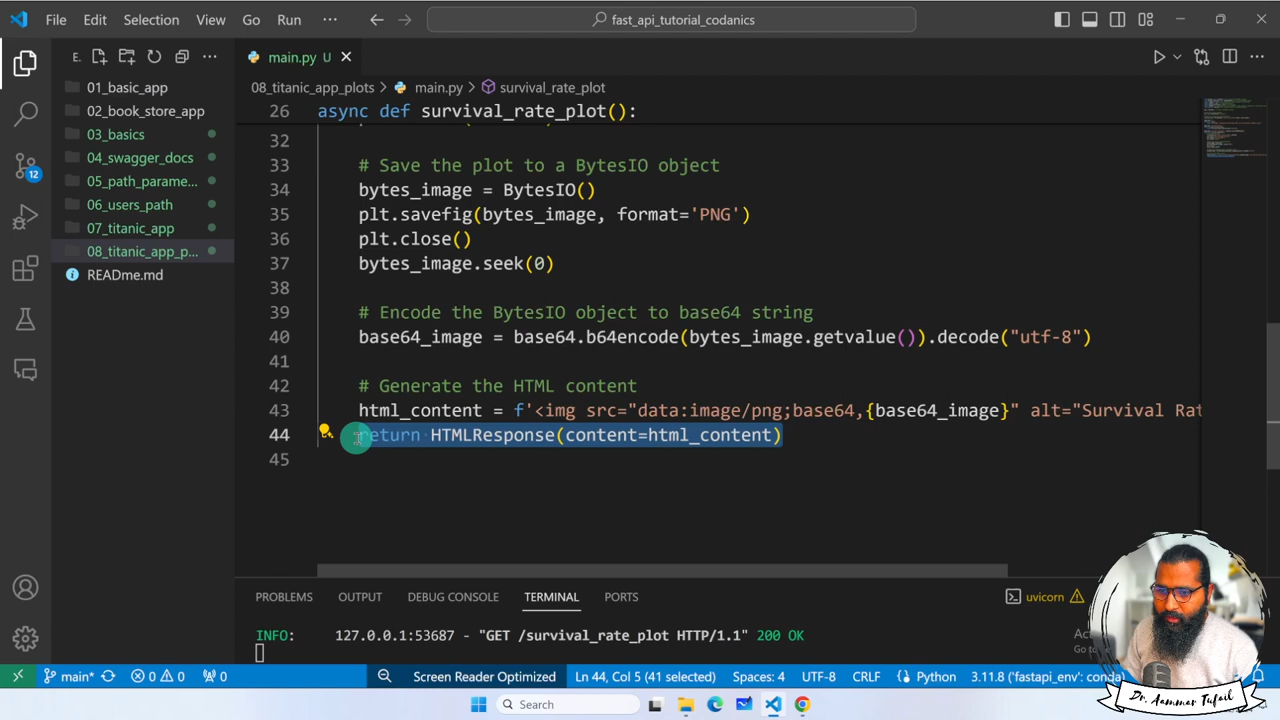 File Edit Selection View Go Run ··· fast_api_tutorial_codanics
E. main.py U
01_basic_app
02_book_store_app
03_basics
04_swagger_docs
05_path_parame...
06_users_path
07_titanic_app
08_titanic_app_p...
READme.md
12
08_titanic_app_plots > main.py > survival_rate_plot
26 async def survival_rate_plot():
32
33 # Save the plot to a BytesIO object
34 bytes_image = BytesIO()
35 plt.savefig(bytes_image, format='PNG')
36 plt.close()
37 bytes_image.seek(0)
38
39 # Encode the BytesIO object to base64 string
40 base64_image = base64.b64encode(bytes_image.getvalue()).decode("utf-8")
41
42 # Generate the HTML content
43 html_content = f'<img src="data:image/png;base64,{base64_image}" alt="Survival Rat
44 return HTMLResponse(content=html_content)
45
PROBLEMS OUTPUT DEBUG CONSOLE TERMINAL PORTS uvicorn
INFO: 127.0.0.1:53687 - "GET /survival_rate_plot HTTP/1.1" 200 OK
main* 0 0 0 Screen Reader Optimized Ln 44, Col 5 (41 selected) Spaces: 4 UTF-8 CRLF Python 3.11.8 ('fastapi_env': conda)
Search
Dr. Aammar Tufail